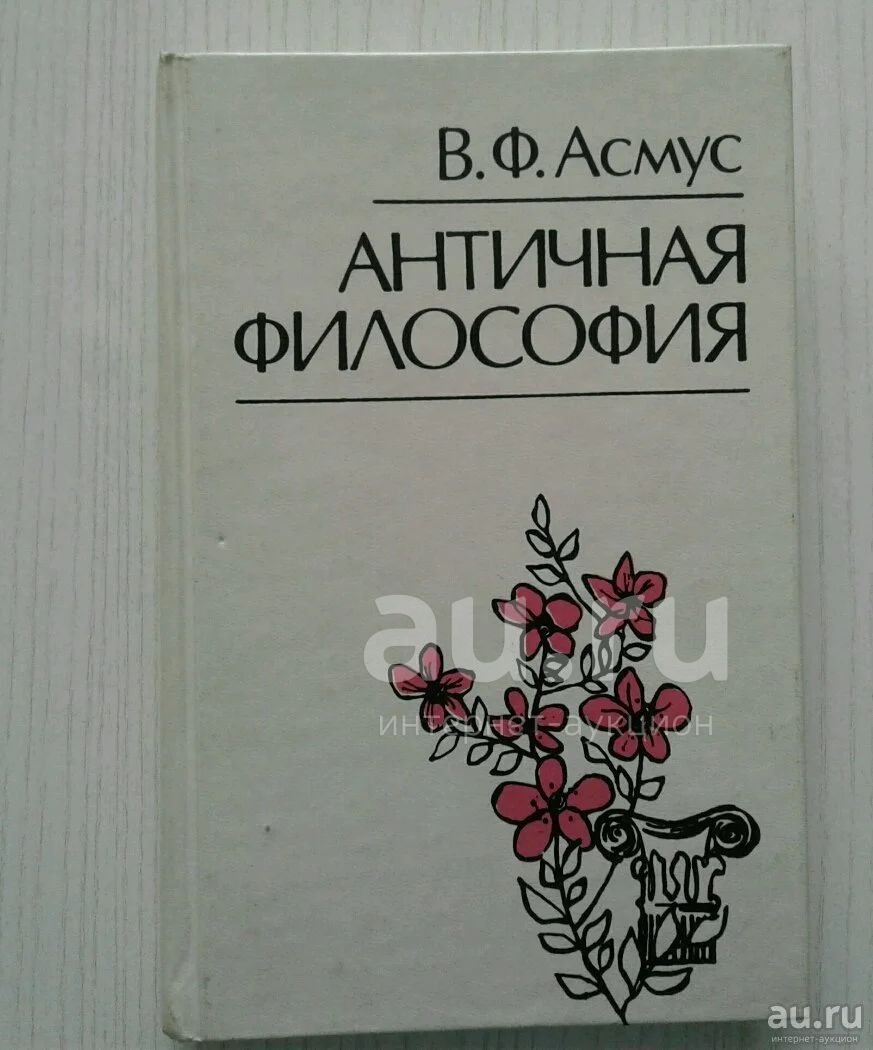 В.Ф.Асмус
АНТИЧНАЯ
ФИЛОСОФИЯ
au.ru
интернет-аукцион
au.ru
интернет-аукцион